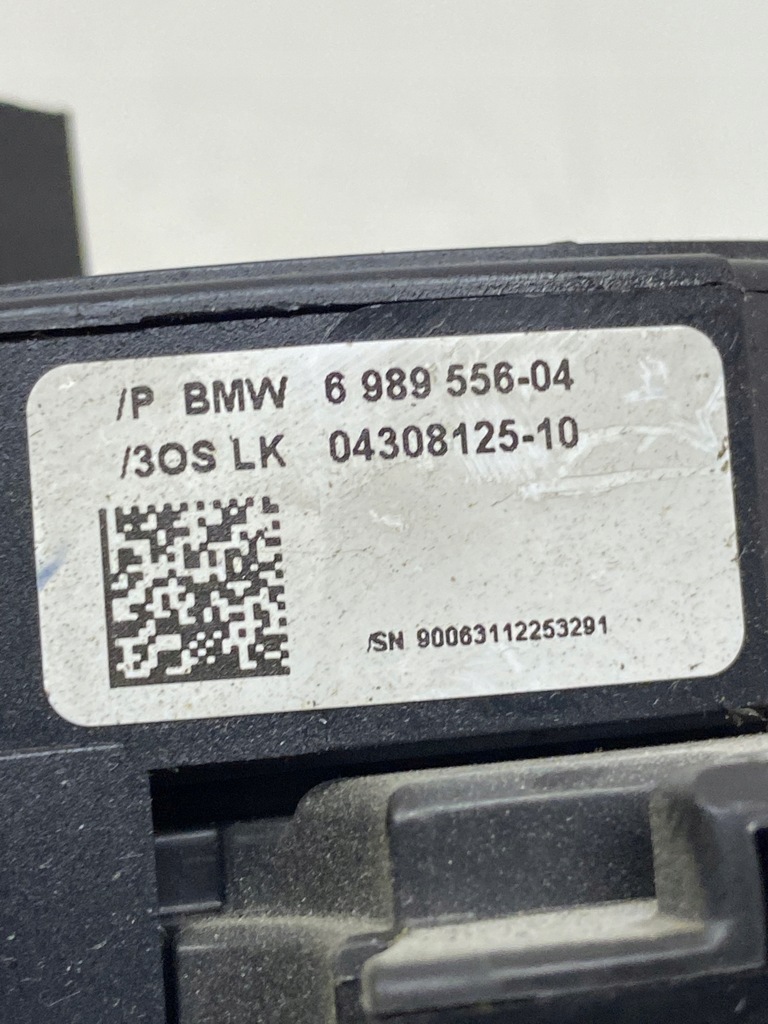 /P BMW 6 989 556-04
/3OS LK 04308125-10
/SN 90063112253291